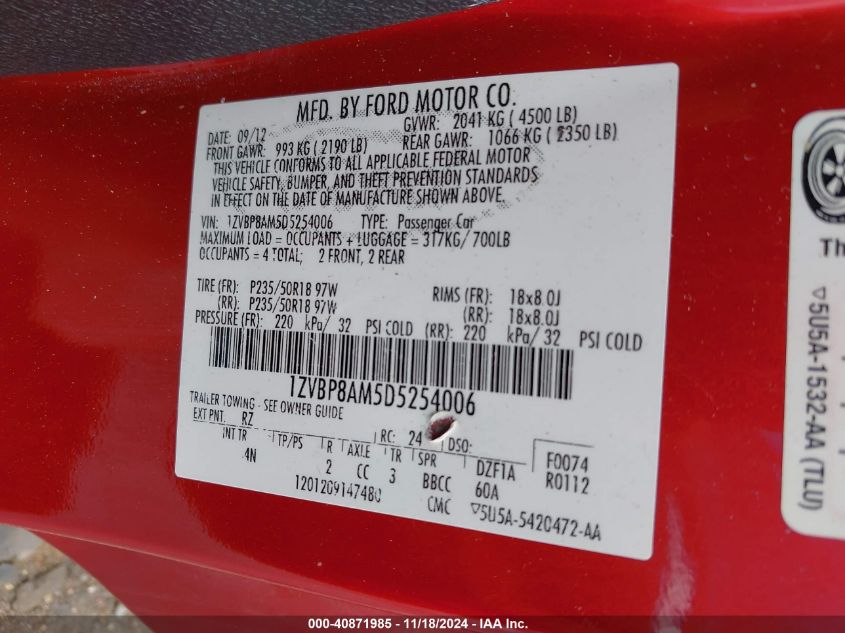 MFD. BY FORD MOTOR CO.
DATE: 09/12 GVWR: 2041 KG ( 4500 LB)
FRONT GAWR: 993 KG ( 2190 LB) REAR GAWR: 1066 KG ( 2350 LB)
THIS VEHICLE CONFORMS TO ALL APPLICABLE FEDERAL MOTOR
VEHICLE SAFETY, BUMPER, AND THEFT PREVENTION STANDARDS
IN EFFECT ON THE DATE OF MANUFACTURE SHOWN ABOVE.
VIN: 1ZVBP8AM5D5254006 TYPE: Passenger Car
MAXIMUM LOAD = OCCUPANTS + LUGGAGE = 317KG/700LB
OCCUPANTS = 4 TOTAL; 2 FRONT, 2 REAR
TIRE (FR): P235/50R18 97W RIMS (FR): 18x8.0J
(RR): P235/50R18 97W (RR): 18x8.0J
PRESSURE (FR): 220 kPa/ 32 PSI COLD (RR): 220 kPa/ 32 PSI COLD
1ZVBP8AM5D5254006
TRAILER TOWING - SEE OWNER GUIDE
EXT PNT: RZ RC: 24 DSO: F0074
INT TR TP/PS R AXLE TR SPR DZF1A R0112
4N 2 CC 3 BBCC 60A
1201209147480 CMC ▽5U5A-5420472-AA
Th
▽5U5A-1532-AA (TLU)
000-40871985 - 11/18/2024 - IAAI.com